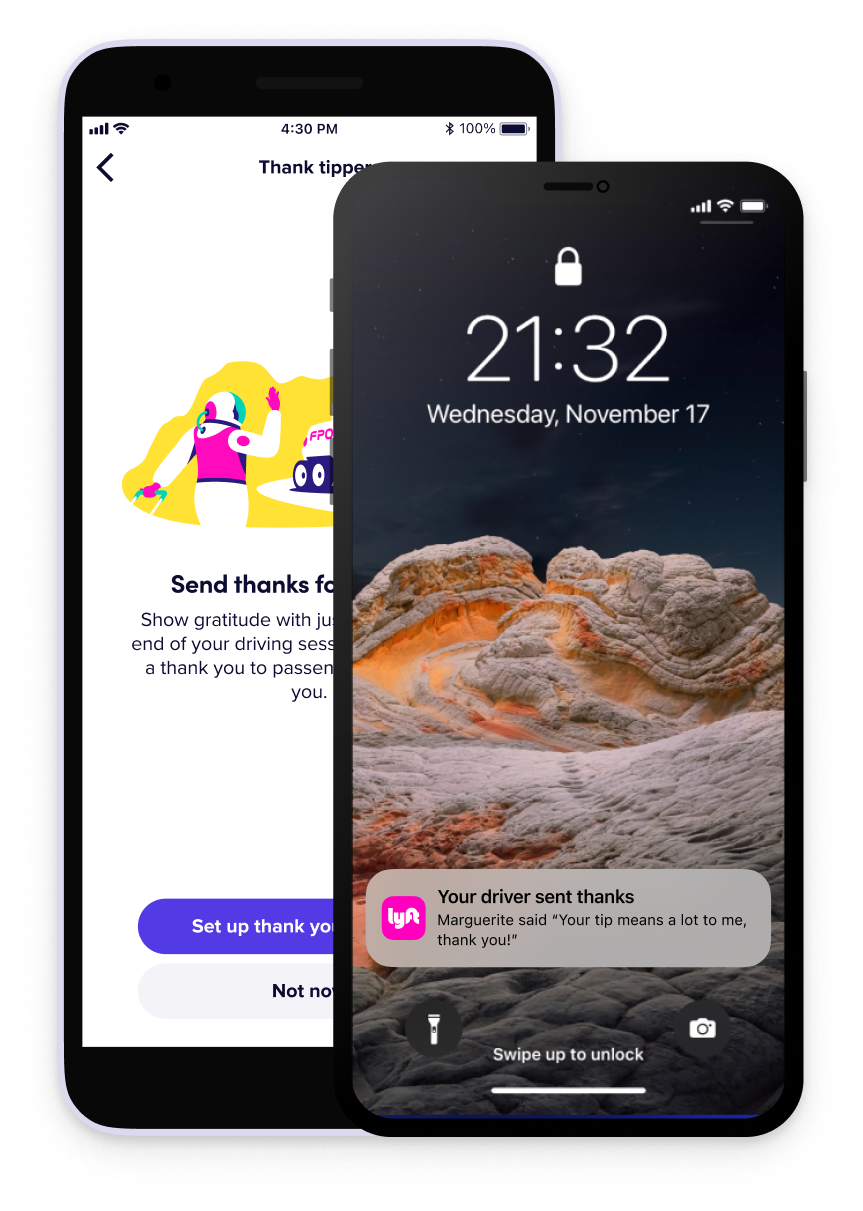 4:30 PM
100%
Thank tipper
FPO
Send thanks fo
Show gratitude with jus
end of your driving sess
a thank you to passen
you.
Set up thank you
Not now
21:32
Wednesday, November 17
lyft
Your driver sent thanks
Marguerite said “Your tip means a lot to me,
thank you!”
Swipe up to unlock